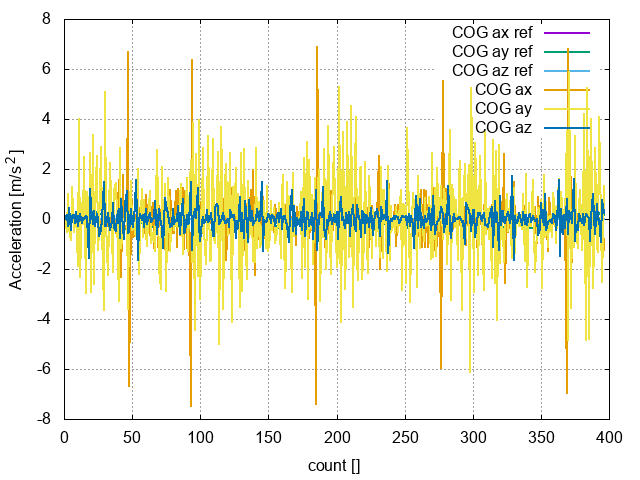 8
6
4
2
0
-2
-4
-6
-8
0 50 100 150 200 250 300 350 400
Acceleration [m/s²]
count []
COG ax ref
COG ay ref
COG az ref
COG ax
COG ay
COG az